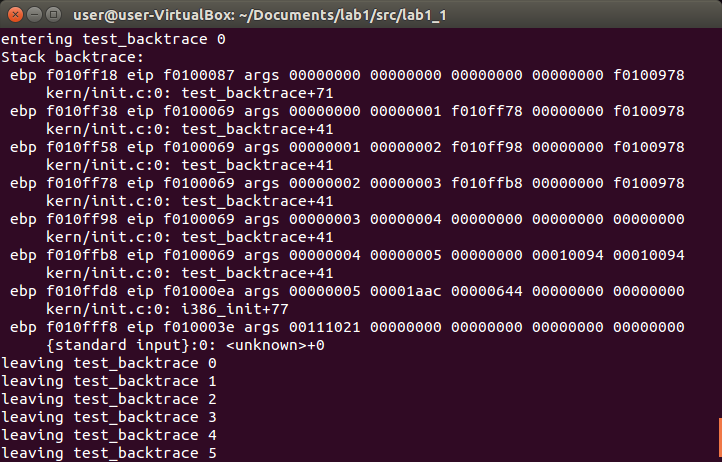 user@user-VirtualBox: ~/Documents/lab1/src/lab1_1
entering test_backtrace 0
Stack backtrace:
 ebp f010ff18 eip f0100087 args 00000000 00000000 00000000 00000000 f0100978
     kern/init.c:0: test_backtrace+71
 ebp f010ff38 eip f0100069 args 00000000 00000001 f010ff78 00000000 f0100978
     kern/init.c:0: test_backtrace+41
 ebp f010ff58 eip f0100069 args 00000001 00000002 f010ff98 00000000 f0100978
     kern/init.c:0: test_backtrace+41
 ebp f010ff78 eip f0100069 args 00000002 00000003 f010ffb8 00000000 f0100978
     kern/init.c:0: test_backtrace+41
 ebp f010ff98 eip f0100069 args 00000003 00000004 00000000 00000000 00000000
     kern/init.c:0: test_backtrace+41
 ebp f010ffb8 eip f0100069 args 00000004 00000005 00000000 00010094 00010094
     kern/init.c:0: test_backtrace+41
 ebp f010ffd8 eip f01000ea args 00000005 00001aac 00000644 00000000 00000000
     kern/init.c:0: i386_init+77
 ebp f010fff8 eip f010003e args 00111021 00000000 00000000 00000000 00000000
     {standard input}:0: <unknown>+0
leaving test_backtrace 0
leaving test_backtrace 1
leaving test_backtrace 2
leaving test_backtrace 3
leaving test_backtrace 4
leaving test_backtrace 5